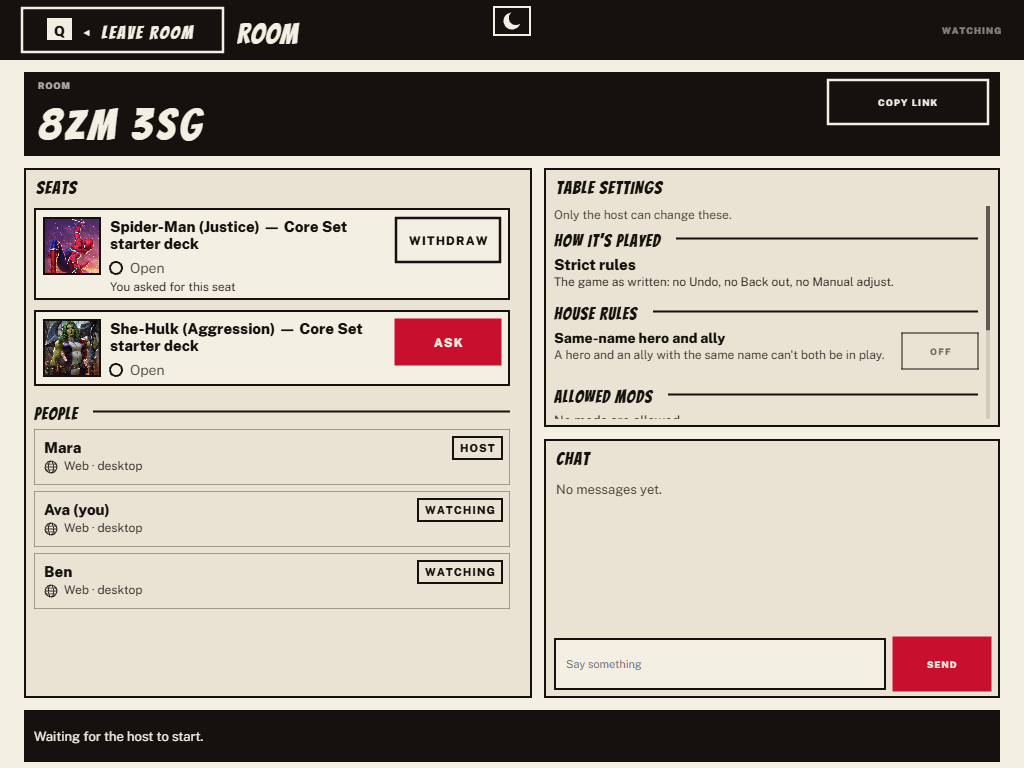 Q ◂ LEAVE ROOM
ROOM
WATCHING
ROOM
8ZM 3SG
COPY LINK
SEATS
Spider-Man (Justice) — Core Set
starter deck
Open
You asked for this seat
WITHDRAW
She-Hulk (Aggression) — Core Set
starter deck
Open
ASK
PEOPLE
Mara
Web · desktop
HOST
Ava (you)
Web · desktop
WATCHING
Ben
Web · desktop
WATCHING
TABLE SETTINGS
Only the host can change these.
HOW IT'S PLAYED
Strict rules
The game as written: no Undo, no Back out, no Manual adjust.
HOUSE RULES
Same-name hero and ally
A hero and an ally with the same name can't both be in play.
OFF
ALLOWED MODS
No mods are allowed
CHAT
No messages yet.
Say something
SEND
Waiting for the host to start.